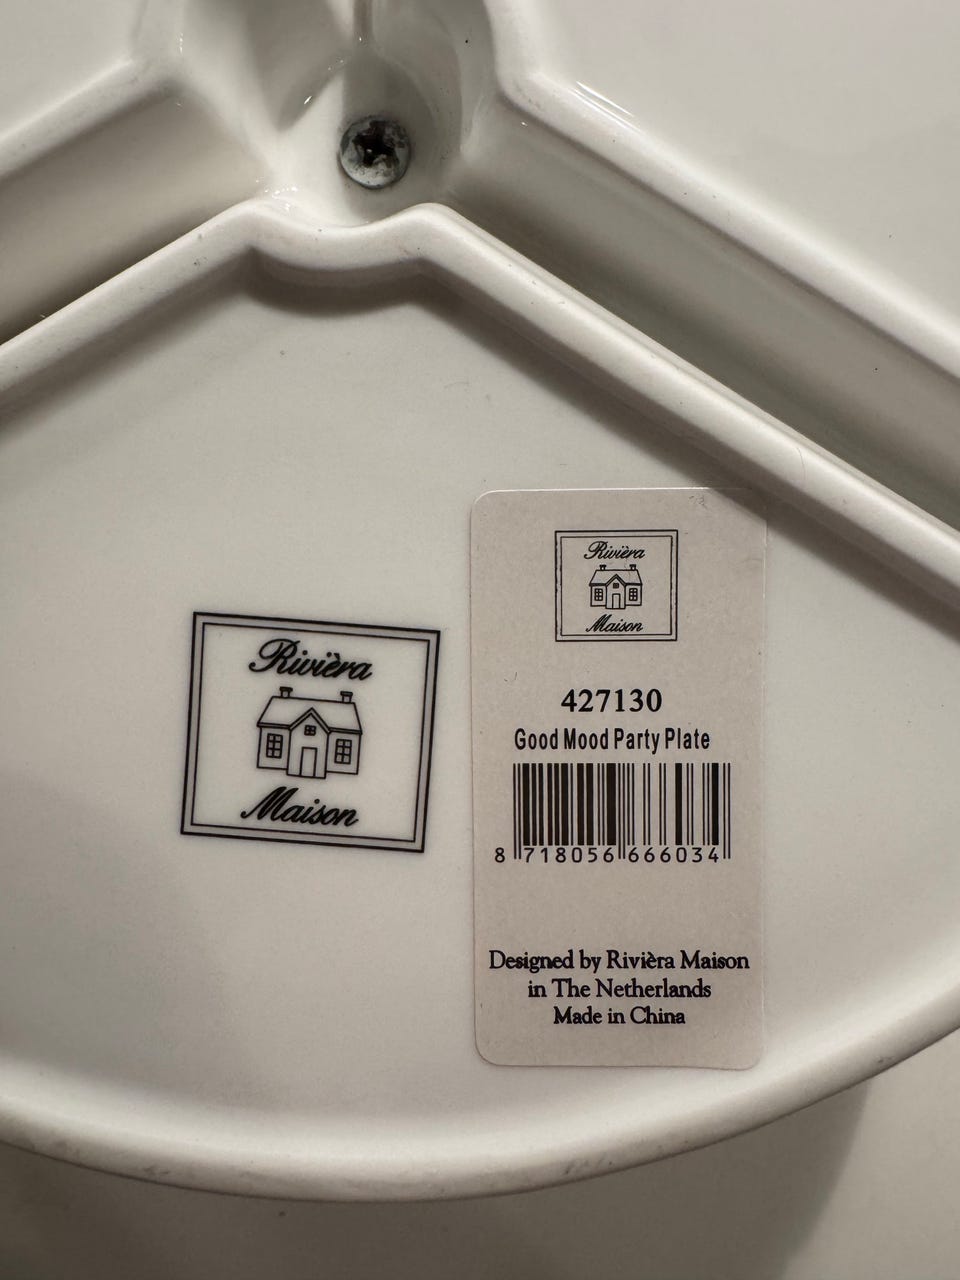 Rivièra
Maison
Rivièra
Maison
427130
Good Mood Party Plate
8 718056 666034
Designed by Rivièra Maison
in The Netherlands
Made in China